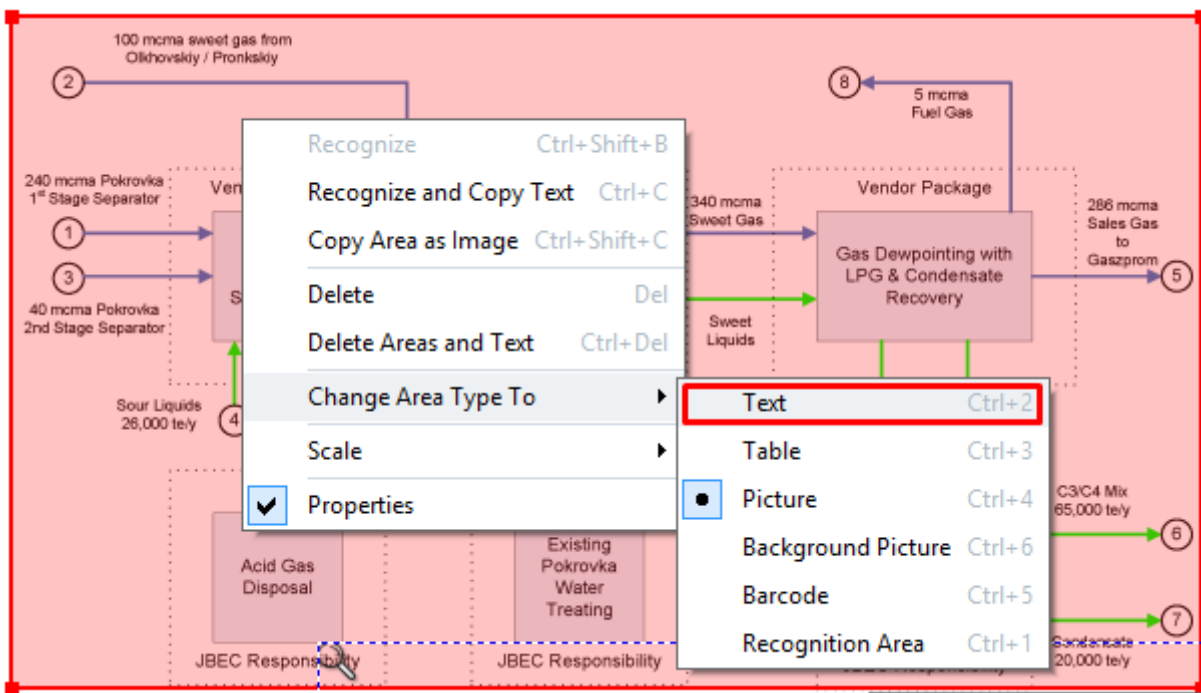 100 mcma sweet gas from
Olkhovskiy / Pronkskiy
2
8
5 mcma
Fuel Gas
240 mcma Pokrovka
1st Stage Separator
1
3
40 mcma Pokrovka
2nd Stage Separator
Ven
S
Sour Liquids
26,000 te/y
4
Recognize Ctrl+Shift+B
Recognize and Copy Text Ctrl+C
Copy Area as Image Ctrl+Shift+C
Delete Del
Delete Areas and Text Ctrl+Del
Change Area Type To
Scale
Properties
340 mcma
Sweet Gas
Sweet
Liquids
Vendor Package
Gas Dewpointing with
LPG & Condensate
Recovery
286 mcma
Sales Gas
to
Gaszprom
5
Text Ctrl+2
Table Ctrl+3
Picture Ctrl+4
Background Picture Ctrl+6
Barcode Ctrl+5
Recognition Area Ctrl+1
C3/C4 Mix
65,000 te/y
6
7
Condensate
20,000 te/y
Acid Gas
Disposal
JBEC Responsibility
Existing
Pokrovka
Water
Treating
JBEC Responsibility